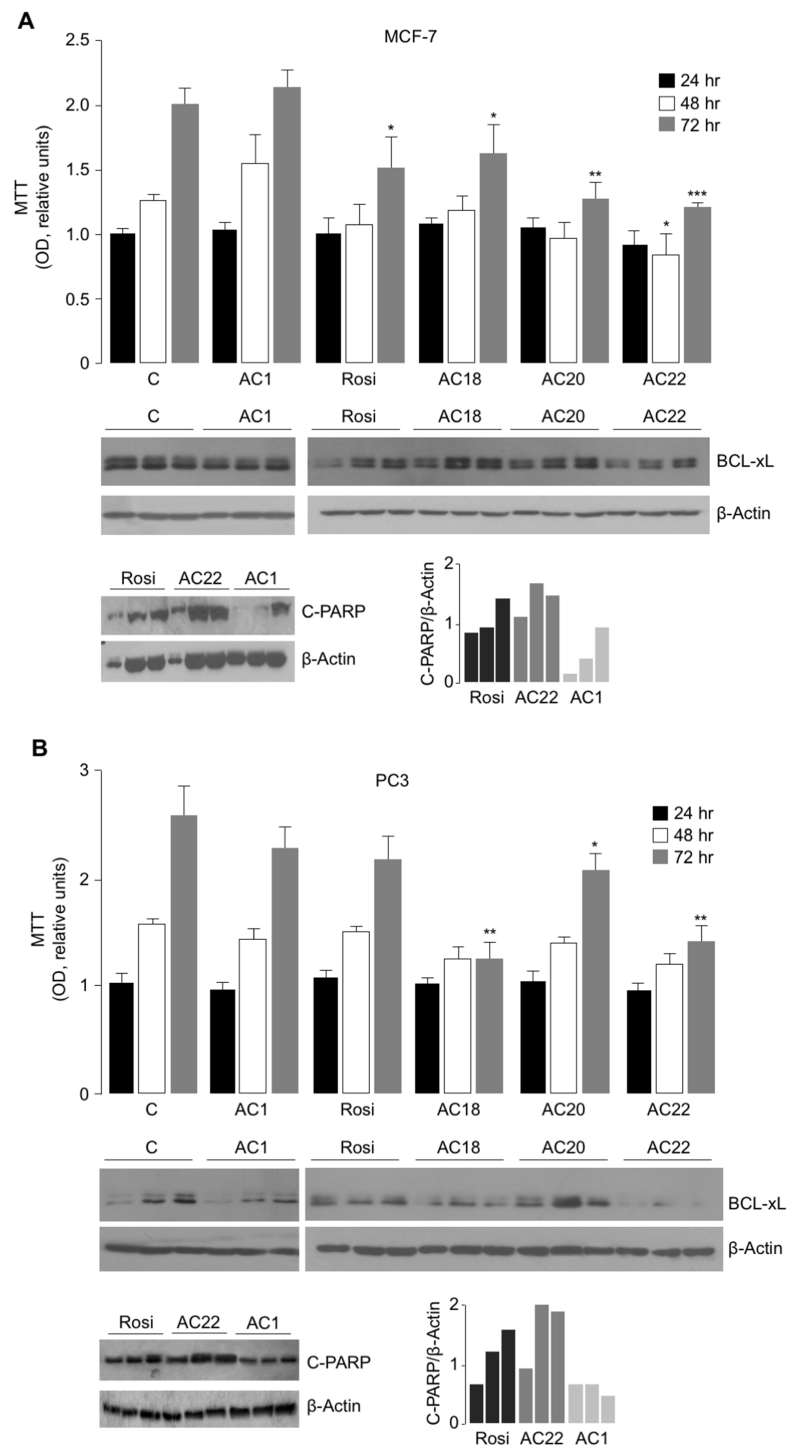 A
MCF-7
2.5
2.0
1.5
1.0
0.5
0
MTT
(OD, relative units)
24 hr
48 hr
72 hr
*
*
**
*
***
C AC1 Rosi AC18 AC20 AC22
C AC1 Rosi AC18 AC20 AC22
BCL-xL
β-Actin
Rosi AC22 AC1
C-PARP
β-Actin
2
1
0
C-PARP/β-Actin
Rosi AC22 AC1
B
PC3
3
2
1
0
MTT
(OD, relative units)
24 hr
48 hr
72 hr
**
*
**
C AC1 Rosi AC18 AC20 AC22
C AC1 Rosi AC18 AC20 AC22
BCL-xL
β-Actin
Rosi AC22 AC1
C-PARP
β-Actin
2
1
0
C-PARP/β-Actin
Rosi AC22 AC1